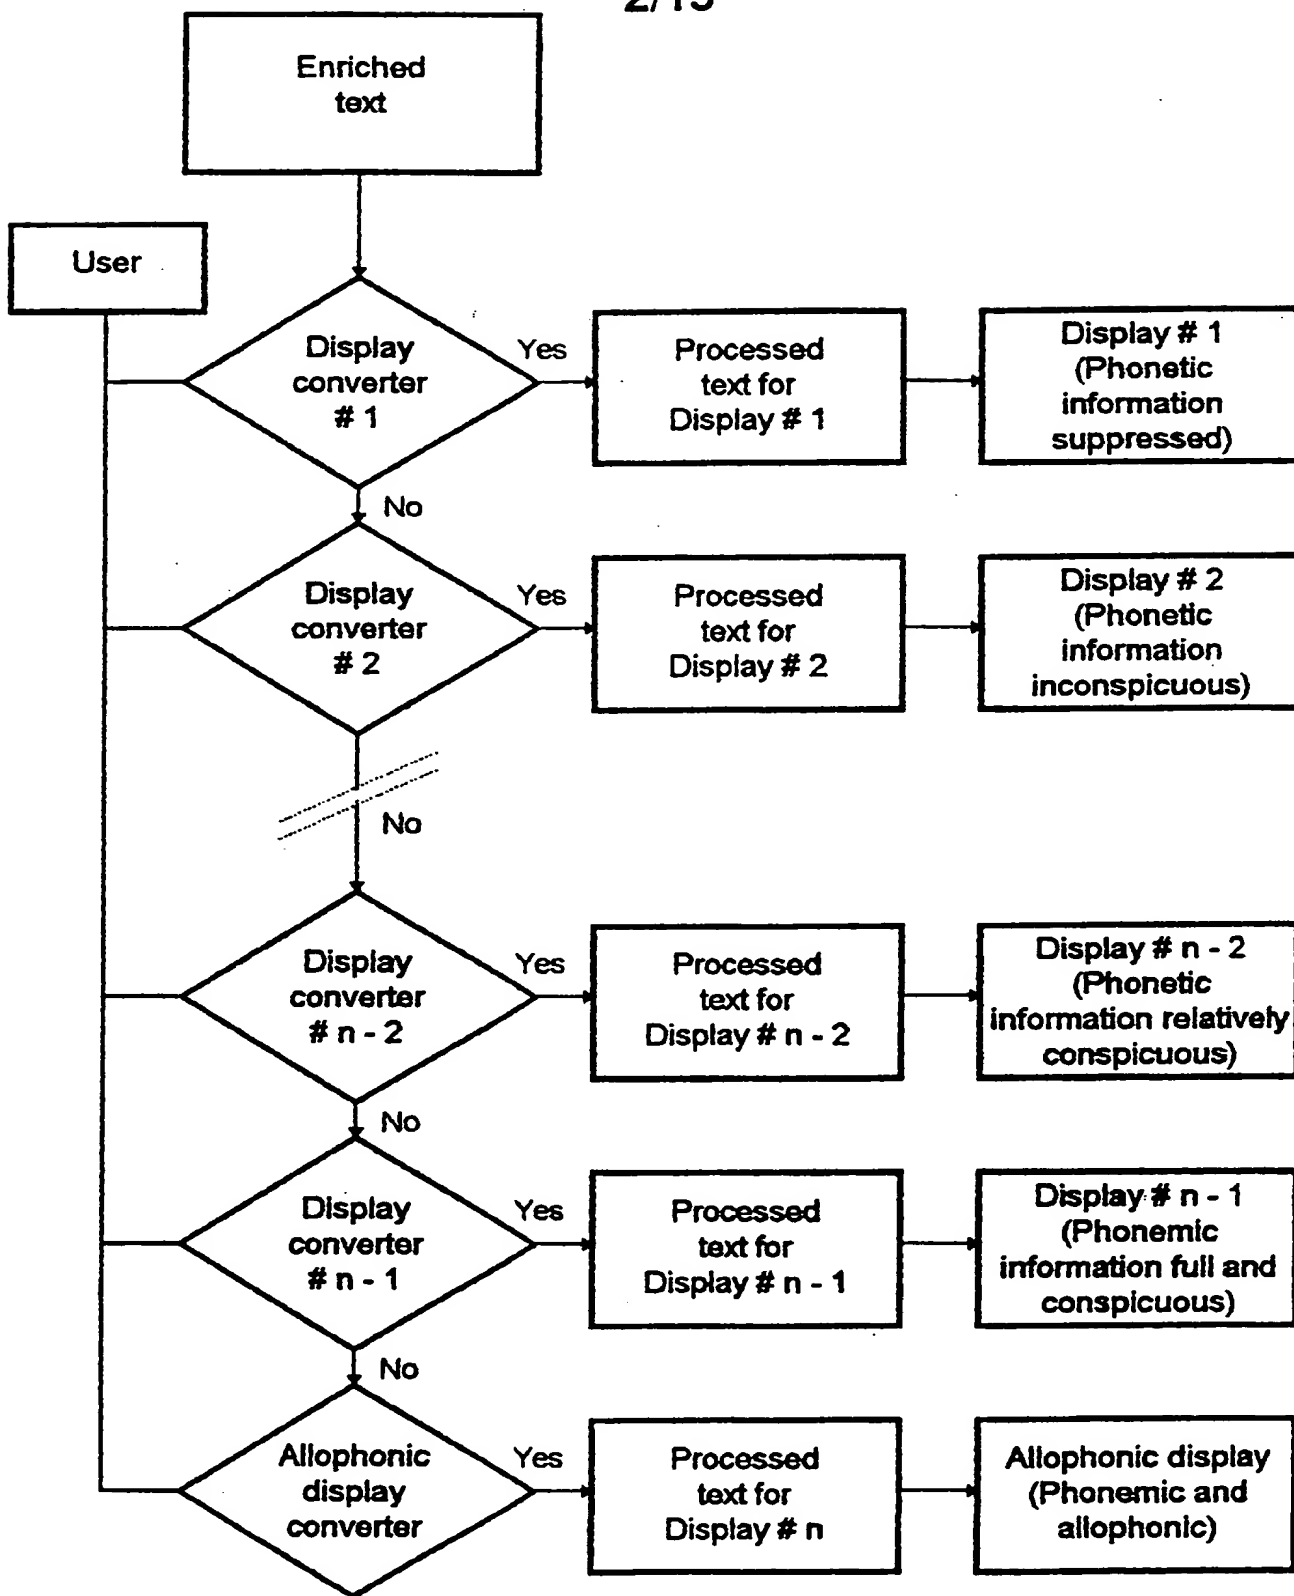 2/15
Enriched
text
User
Display
converter
# 1
Yes
Processed
text for
Display # 1
Display # 1
(Phonetic
information
suppressed)
No
Display
converter
# 2
Yes
Processed
text for
Display # 2
Display # 2
(Phonetic
information
inconspicuous)
No
Display
converter
# n - 2
Yes
Processed
text for
Display # n - 2
Display # n - 2
(Phonetic
information relatively
conspicuous)
No
Display
converter
# n - 1
Yes
Processed
text for
Display # n - 1
Display # n - 1
(Phonemic
information full and
conspicuous)
No
Allophonic
display
converter
Yes
Processed
text for
Display # n
Allophonic display
(Phonemic and
allophonic)